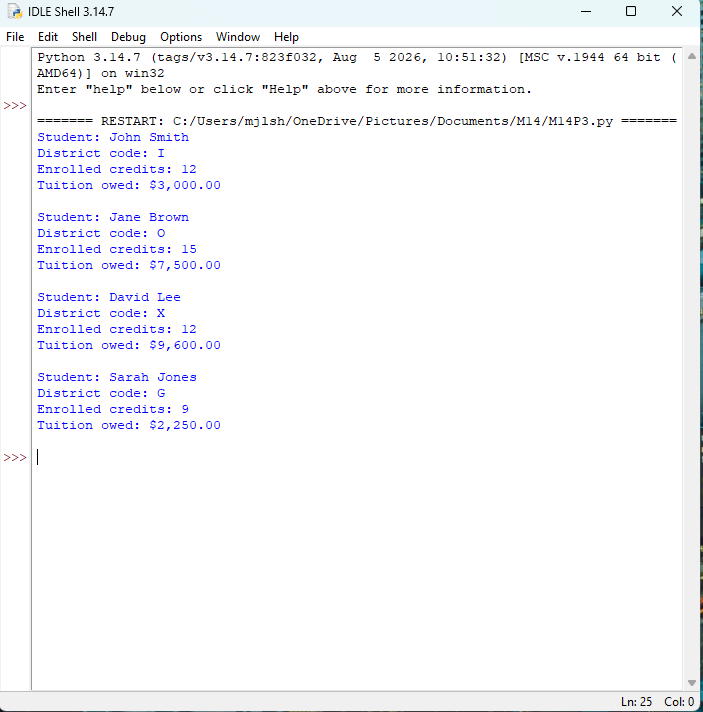 IDLE Shell 3.14.7
File Edit Shell Debug Options Window Help
Python 3.14.7 (tags/v3.14.7:823f032, Aug  5 2026, 10:51:32) [MSC v.1944 64 bit (
AMD64)] on win32
Enter "help" below or click "Help" above for more information.
>>>
======= RESTART: C:/Users/mjlsh/OneDrive/Pictures/Documents/M14/M14P3.py =======
Student: John Smith
District code: I
Enrolled credits: 12
Tuition owed: $3,000.00
Student: Jane Brown
District code: O
Enrolled credits: 15
Tuition owed: $7,500.00
Student: David Lee
District code: X
Enrolled credits: 12
Tuition owed: $9,600.00
Student: Sarah Jones
District code: G
Enrolled credits: 9
Tuition owed: $2,250.00
>>>
Ln: 25 Col: 0